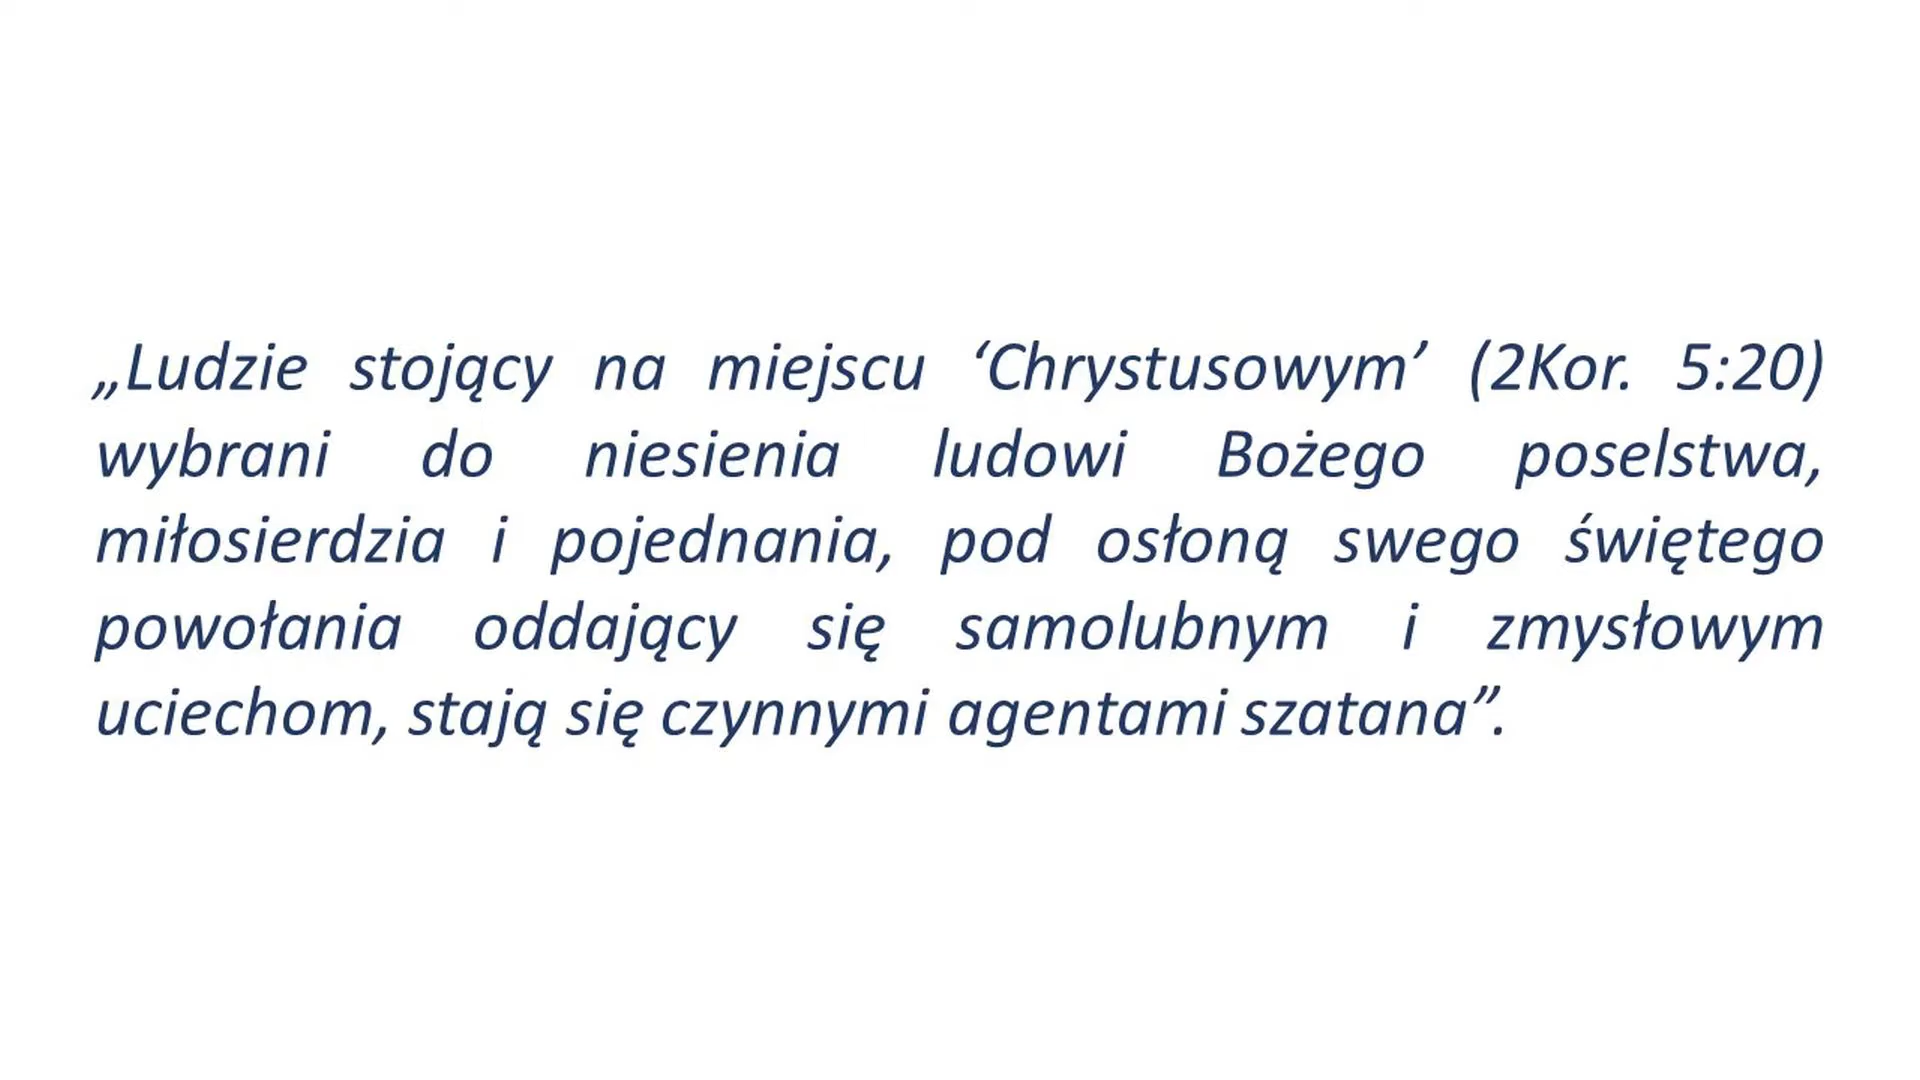 „Ludzie stojący na miejscu ‘Chrystusowym’ (2Kor. 5:20)
wybrani do niesienia ludowi Bożego poselstwa,
miłosierdzia i pojednania, pod osłoną swego świętego
powołania oddający się samolubnym i zmysłowym
uciechom, stają się czynnymi agentami szatana”.